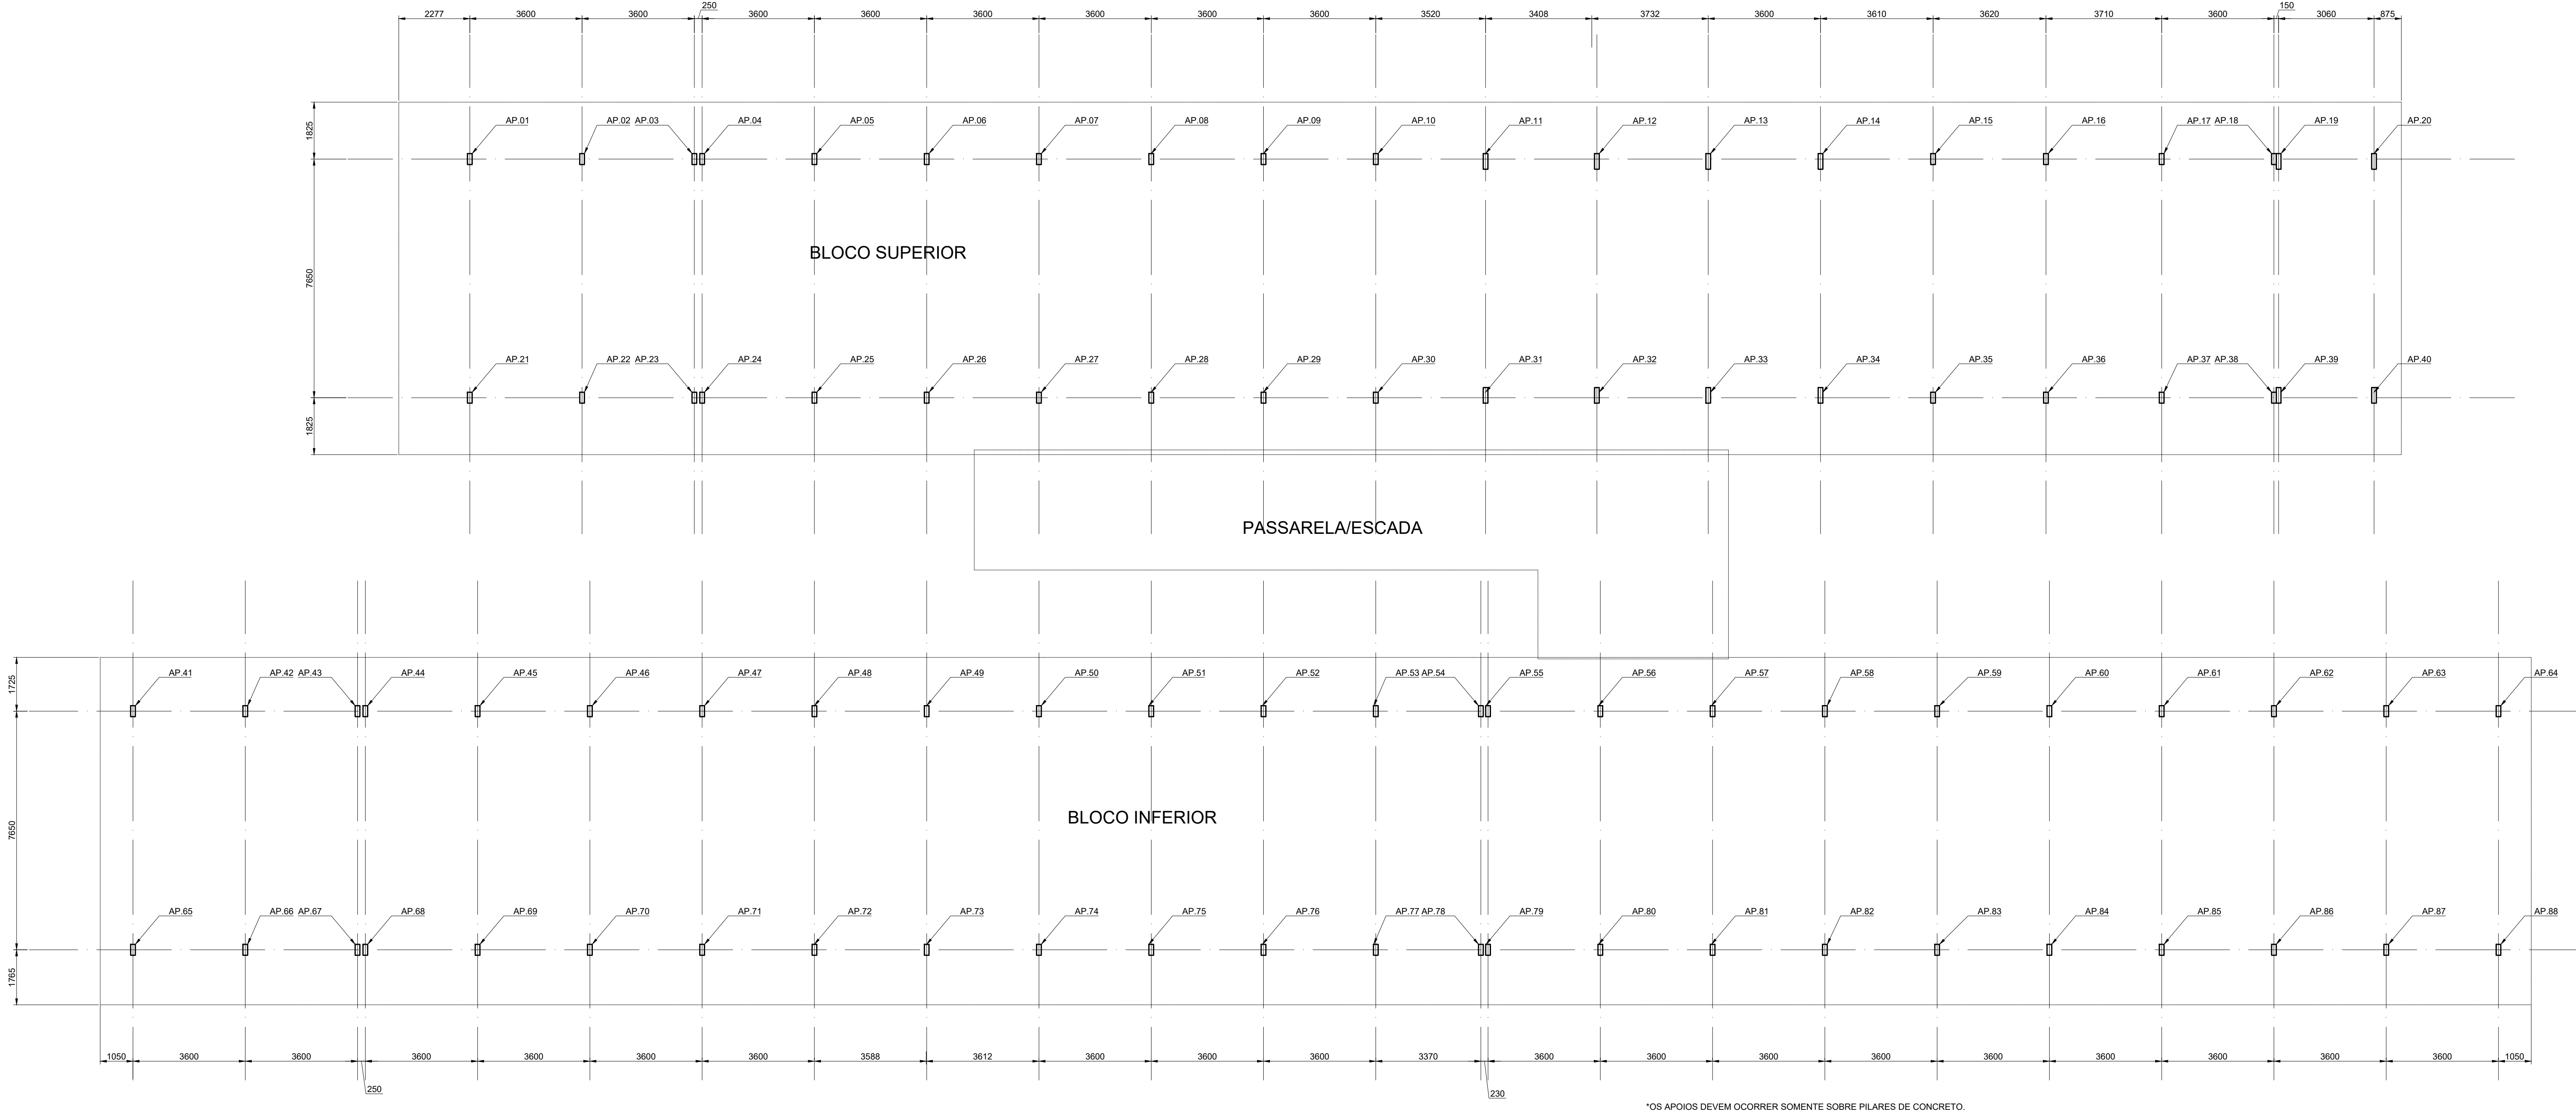 250 150
2277 3600 3600 3600 3600 3600 3600 3600 3600 3520 3408 3732 3600 3610 3620 3710 3600 3060 875
1825
AP.01 AP.02 AP.03 AP.04 AP.05 AP.06 AP.07 AP.08 AP.09 AP.10 AP.11 AP.12 AP.13 AP.14 AP.15 AP.16 AP.17 AP.18 AP.19 AP.20
BLOCO SUPERIOR
7650
AP.21 AP.22 AP.23 AP.24 AP.25 AP.26 AP.27 AP.28 AP.29 AP.30 AP.31 AP.32 AP.33 AP.34 AP.35 AP.36 AP.37 AP.38 AP.39 AP.40
1825
PASSARELA/ESCADA
1725
AP.41 AP.42 AP.43 AP.44 AP.45 AP.46 AP.47 AP.48 AP.49 AP.50 AP.51 AP.52 AP.53 AP.54 AP.55 AP.56 AP.57 AP.58 AP.59 AP.60 AP.61 AP.62 AP.63 AP.64
BLOCO INFERIOR
7650
AP.65 AP.66 AP.67 AP.68 AP.69 AP.70 AP.71 AP.72 AP.73 AP.74 AP.75 AP.76 AP.77 AP.78 AP.79 AP.80 AP.81 AP.82 AP.83 AP.84 AP.85 AP.86 AP.87 AP.88
1765
1050 3600 3600 3600 3600 3600 3600 3588 3612 3600 3600 3600 3370 3600 3600 3600 3600 3600 3600 3600 3600 3600 1050
250 230
*OS APOIOS DEVEM OCORRER SOMENTE SOBRE PILARES DE CONCRETO.